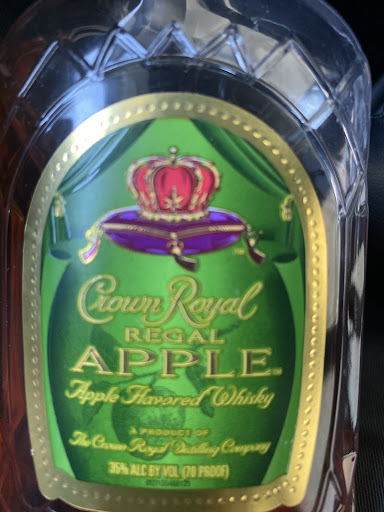 Crown Royal
REGAL
APPLE
Apple Flavored Whisky
A PRODUCT OF
The Crown Royal Distilling Company
35% ALC BY VOL (70 PROOF)